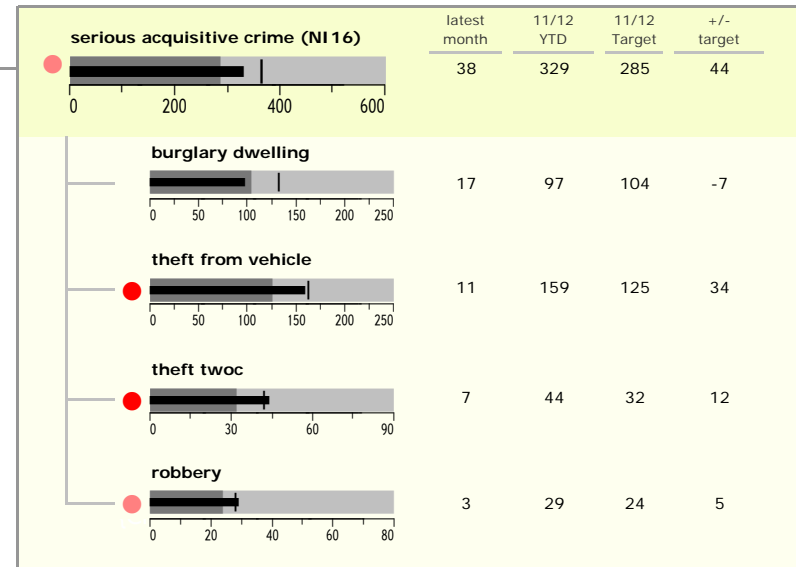 latest 11/12 11/12 +/-
month YTD Target target
serious acquisitive crime (NI16)
38 329 285 44
0 200 400 600
burglary dwelling
17 97 104 -7
0 50 100 150 200 250
theft from vehicle
11 159 125 34
0 50 100 150 200 250
theft twoc
7 44 32 12
0 30 60 90
robbery
3 29 24 5
0 20 40 60 80